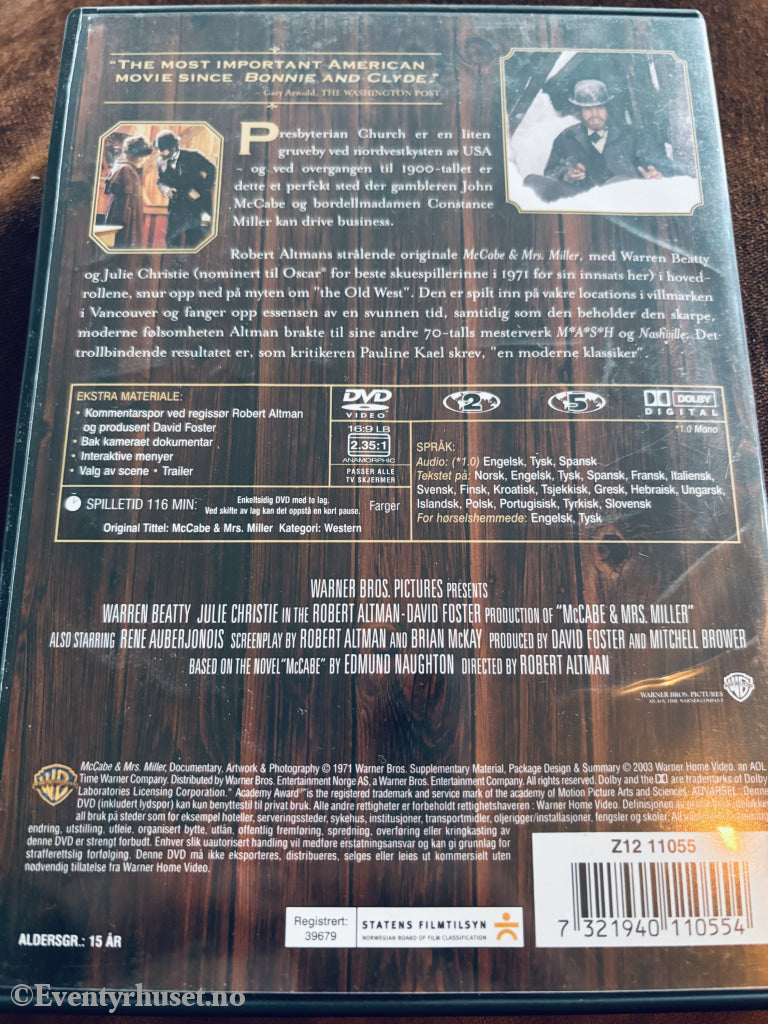 "THE MOST IMPORTANT AMERICAN
MOVIE SINCE BONNIE AND CLYDE."
– Gary Arnold, THE WASHINGTON POST
Presbyterian Church er en liten
gruveby ved nordvestkysten av USA
– og ved overgangen til 1900-tallet er
dette et perfekt sted der gambleren John
McCabe og bordellmadamen Constance
Miller kan drive business.
Robert Altmans strålende originale McCabe & Mrs. Miller, med Warren Beatty
og Julie Christie (nominert til Oscar® for beste skuespillerinne i 1971 for sin innsats her) i hoved-
rollene, snur opp ned på myten om "the Old West". Den er spilt inn på vakre locations i villmarken
i Vancouver og fanger opp essensen av en svunnen tid, samtidig som den beholder den skarpe,
moderne følsomheten Altman brakte til sine andre 70-talls mesterverk M*A*S*H og Nashville. Det
trollbindende resultatet er, som kritikeren Pauline Kael skrev, "en moderne klassiker".
EKSTRA MATERIALE:
• Kommentarspor ved regissør Robert Altman
og produsent David Foster
• Bak kameraet dokumentar
• Interaktive menyer
• Valg av scene • Trailer
DVD
VIDEO
2
5
DOLBY
DIGITAL
*1.0 Mono
16:9 LB
2.35:1
ANAMORPHIC
PASSER ALLE
TV SKJERMER
SPRÅK:
Audio: (*1.0) Engelsk, Tysk, Spansk
Tekstet på: Norsk, Engelsk, Tysk, Spansk, Fransk, Italiensk,
Svensk, Finsk, Kroatisk, Tsjekkisk, Gresk, Hebraisk, Ungarsk,
Islandsk, Polsk, Portugisisk, Tyrkisk, Slovensk
For hørselshemmede: Engelsk, Tysk
SPILLETID 116 MIN:
Enkeltsidig DVD med to lag.
Ved skifte av lag kan det oppstå en kort pause.
Farger
Original Tittel: McCabe & Mrs. Miller Kategori: Western
WARNER BROS. PICTURES PRESENTS
WARREN BEATTY JULIE CHRISTIE IN THE ROBERT ALTMAN-DAVID FOSTER PRODUCTION OF "McCABE & MRS. MILLER"
ALSO STARRING RENE AUBERJONOIS SCREENPLAY BY ROBERT ALTMAN AND BRIAN McKAY PRODUCED BY DAVID FOSTER AND MITCHELL BROWER
BASED ON THE NOVEL "McCABE" BY EDMUND NAUGHTON DIRECTED BY ROBERT ALTMAN
WARNER BROS. PICTURES
AN AOL TIME WARNER COMPANY
McCabe & Mrs. Miller, Documentary, Artwork & Photography © 1971 Warner Bros. Supplementary Material, Package Design & Summary © 2003 Warner Home Video. an AOL
Time Warner Company. Distributed by Warner Bros. Entertainment Norge AS, a Warner Bros. Entertainment Company. All rights reserved. Dolby and the are trademarks of Dolby
Laboratories Licensing Corporation." Academy Award® is the registered trademark and service mark of the academy of Motion Picture Arts and Sciences. ADVARSEL. Denne
DVD (inkludert lydspor) kan kun benyttestil til privat bruk. Alle andre rettigheter er forbeholdt rettighetshaveren : Warner Home Video. Definisjonen av
all bruk på steder som for eksempel hoteller, serveringssteder, sykehus, institusjoner, transportmidler, oljerigger/installasjoner, fengsler og skoler.
endring, utstilling, utleie, organisert bytte, utlån, offentlig fremføring, spredning, overføring eller kringkasting av
denne DVD er strengt forbudt. Enhver slik uautorisert handling vil medføre erstatningsansvar og kan gi grunnlag for
strafferettslig forfølging. Denne DVD må ikke eksporteres, distribueres, selges eller leies ut kommersielt uten
nødvendig tillatelse fra Warner Home Video.
Z12 11055
7 321940 110554
Registrert:
39679
STATENS FILMTILSYN
NORWEGIAN BOARD OF FILM CLASSIFICATION
ALDERSGR.: 15 ÅR
©Eventyrhuset.no